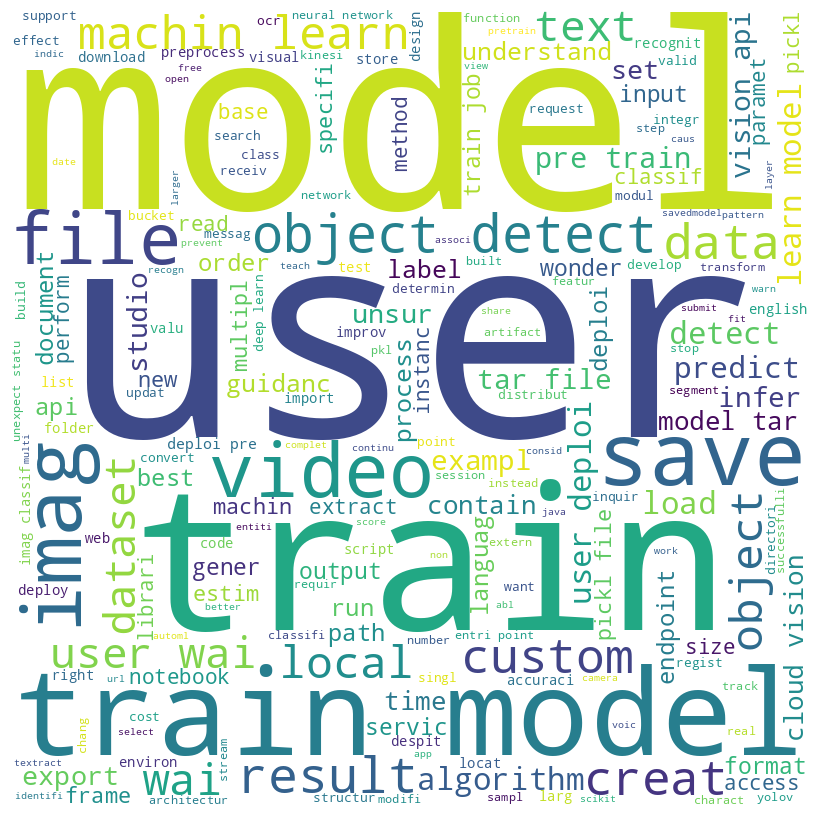 support
ocr
neural network
function
pretrain
machin learn
text
effect
download
preprocess
visual
kinesi
store
design
view
understand
recognit
valid
pickl
indic
free
open
model
set
vision api
paramet
base
specifi
input
train job
request
integr
search
method
step
caus
class
receiv
pre train
learn model
date
larger
network
classif
modul
layer
bucket
read
file
messag
object detect
associ
savedmodel
pattern
data
prevent
order
recogn
teach
test
label
built
wonder
develop
transform
build
document
perform
studio
user
determin
featur
warn
valu
multipl
deep learn
unsur
share
submit
fit
english
improv
artifact
deploi
detect
unexpect statu
pkl
instanc
stop
list
new
updat
guidanc
import
process
tar file
distribut
predict
segment
infer
api
folder
model tar
multi
deploi pre
complet
continu
point
consid
convert
video
exampl
save
imag
dataset
best
session
instead
user deploi
inquir
load
object
directori
successfulli
machin
extract
contain
java
web
entiti
score
train
imag classif
code
script
languag
extern
non
work
librari
gener
output
requir
want
abl
pickl file
endpoint
cloud vision
deploy
estim
better
run
automl
classifi
path
number
entri point
size
user wai
local
custom
regist
right
url
notebook
singl
accuraci
camera
track
train model
time
cost
select
servic
voic
real
chang
despit
app
textract
environ
stream
result
locat
algorithm
creat
format
export
wai
access
identifi
frame
architectur
structur
modifi
sampl
larg
scikit
charact
yolov